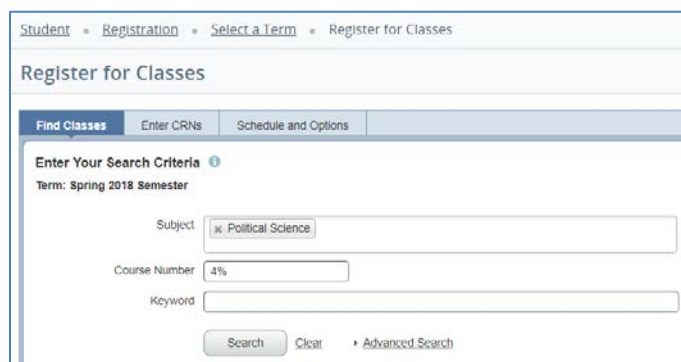 Student • Registration • Select a Term • Register for Classes
Register for Classes
Find Classes Enter CRNs Schedule and Options
Enter Your Search Criteria
Term: Spring 2018 Semester
Subject × Political Science
Course Number 4%
Keyword
Search Clear Advanced Search